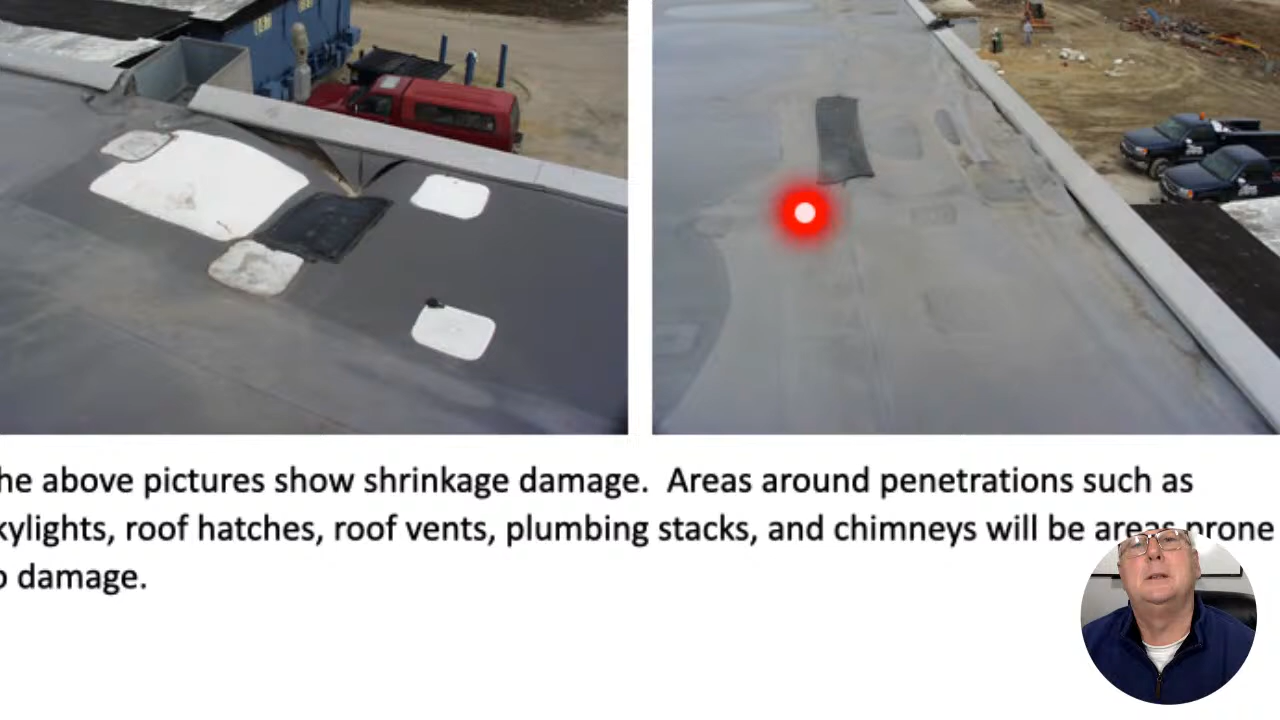 he above pictures show shrinkage damage. Areas around penetrations such as
kylights, roof hatches, roof vents, plumbing stacks, and chimneys will be areas prone
o damage.